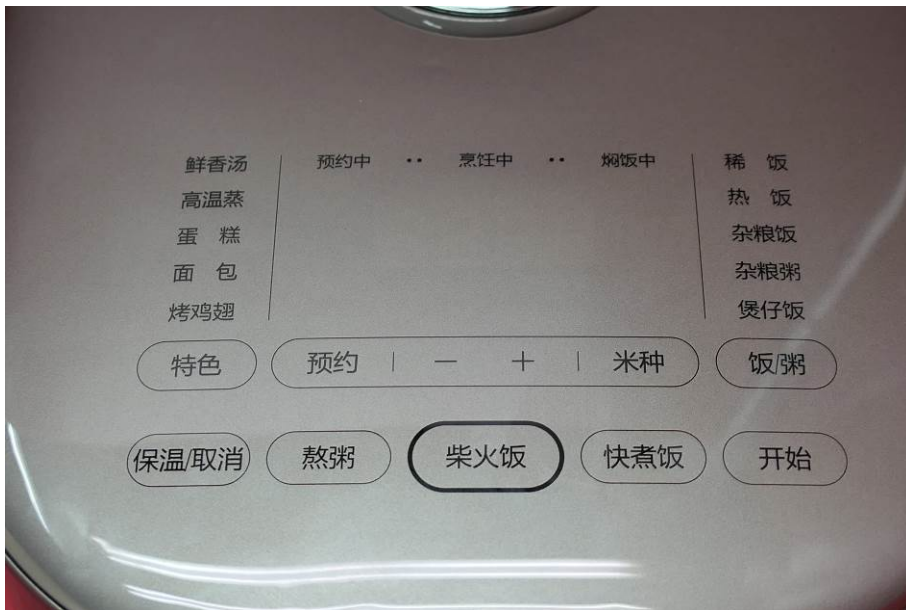 鲜香汤 预约中 ·· 烹饪中 ·· 焖饭中 稀 饭
高温蒸 热 饭
蛋 糕 杂粮饭
面 包 杂粮粥
烤鸡翅 煲仔饭
特色 预约 | － ＋ | 米种 饭/粥
保温/取消 熬粥 柴火饭 快煮饭 开始